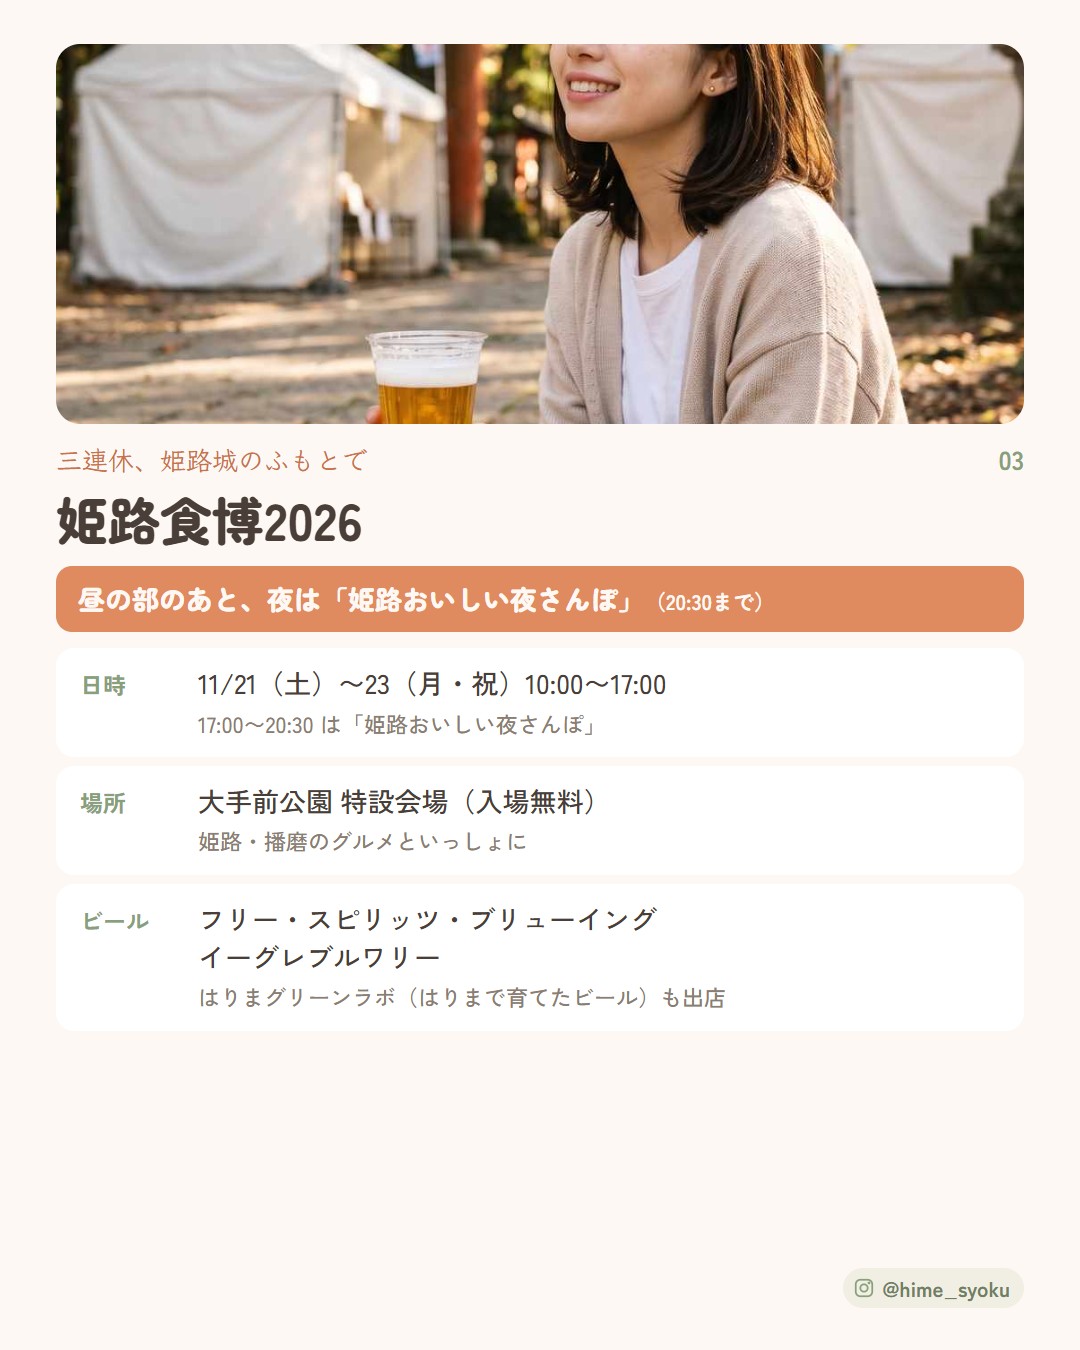 三連休、姫路城のふもとで
03
姫路食博2026
昼の部のあと、夜は「姫路おいしい夜さんぽ」（20:30まで）
日時
11/21（土）〜23（月・祝）10:00〜17:00
17:00〜20:30 は「姫路おいしい夜さんぽ」
場所
大手前公園 特設会場（入場無料）
姫路・播磨のグルメといっしょに
ビール
フリー・スピリッツ・ブリューイング
イーグレブルワリー
はりまグリーンラボ（はりまで育てたビール）も出店
@hime_syoku